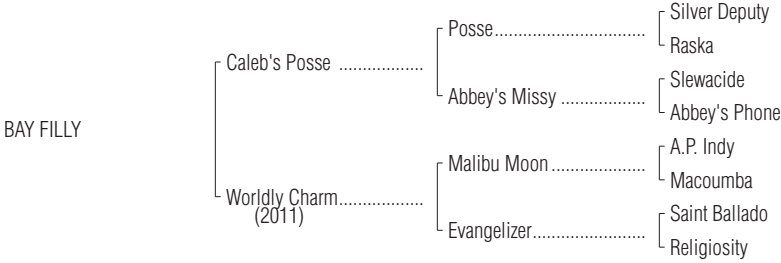 Silver Deputy
Posse..............................
Raska
Caleb's Posse .................
Slewacide
Abbey's Missy .................
Abbey's Phone
BAY FILLY
A.P. Indy
Malibu Moon...................
Macoumba
Worldly Charm.................
(2011)
Saint Ballado
Evangelizer.......................
Religiosity